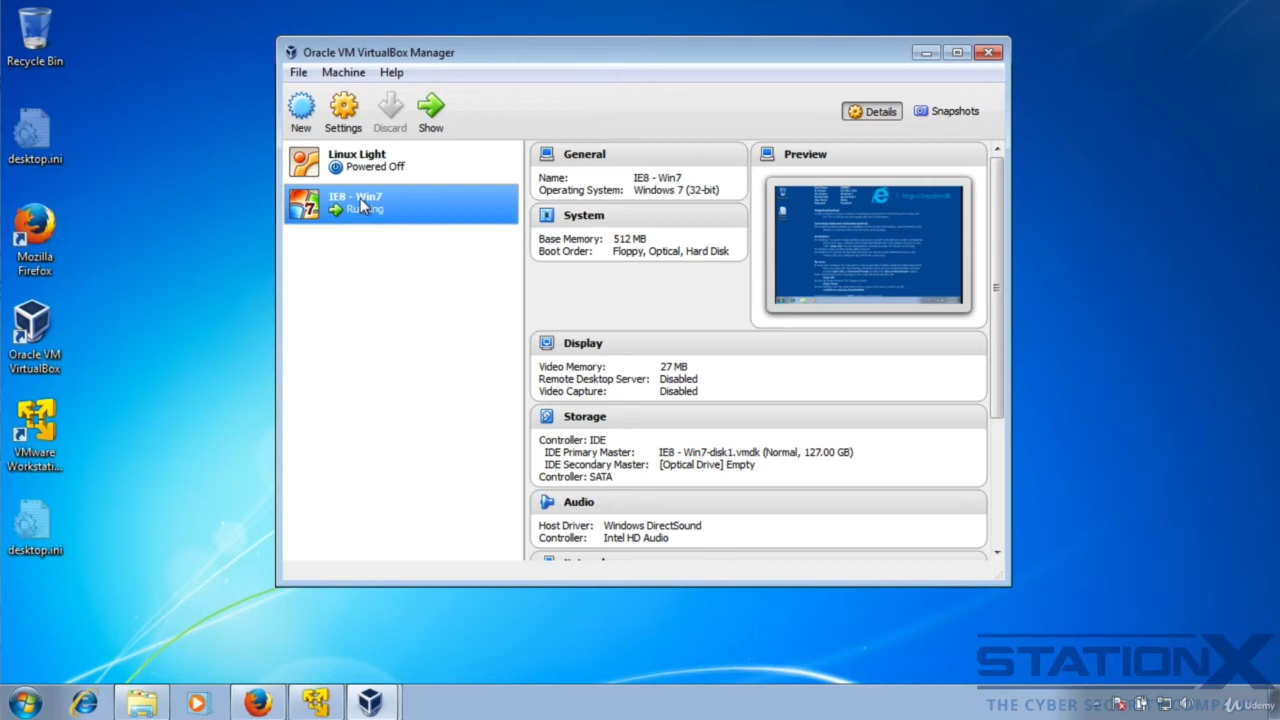 Recycle Bin
desktop.ini
Mozilla
Firefox
Oracle VM
VirtualBox
VMware
Workstati...
desktop.ini
Oracle VM VirtualBox Manager
File Machine Help
New Settings Discard Show
Details Snapshots
Linux Light
Powered Off
IE8 - Win7
Running
General
Name: IE8 - Win7
Operating System: Windows 7 (32-bit)
System
Base Memory: 512 MB
Boot Order: Floppy, Optical, Hard Disk
Preview
Display
Video Memory: 27 MB
Remote Desktop Server: Disabled
Video Capture: Disabled
Storage
Controller: IDE
IDE Primary Master: IE8 - Win7-disk1.vmdk (Normal, 127.00 GB)
IDE Secondary Master: [Optical Drive] Empty
Controller: SATA
Audio
Host Driver: Windows DirectSound
Controller: Intel HD Audio
STATIONX
THE CYBER SECURITY COMPANY
Udemy